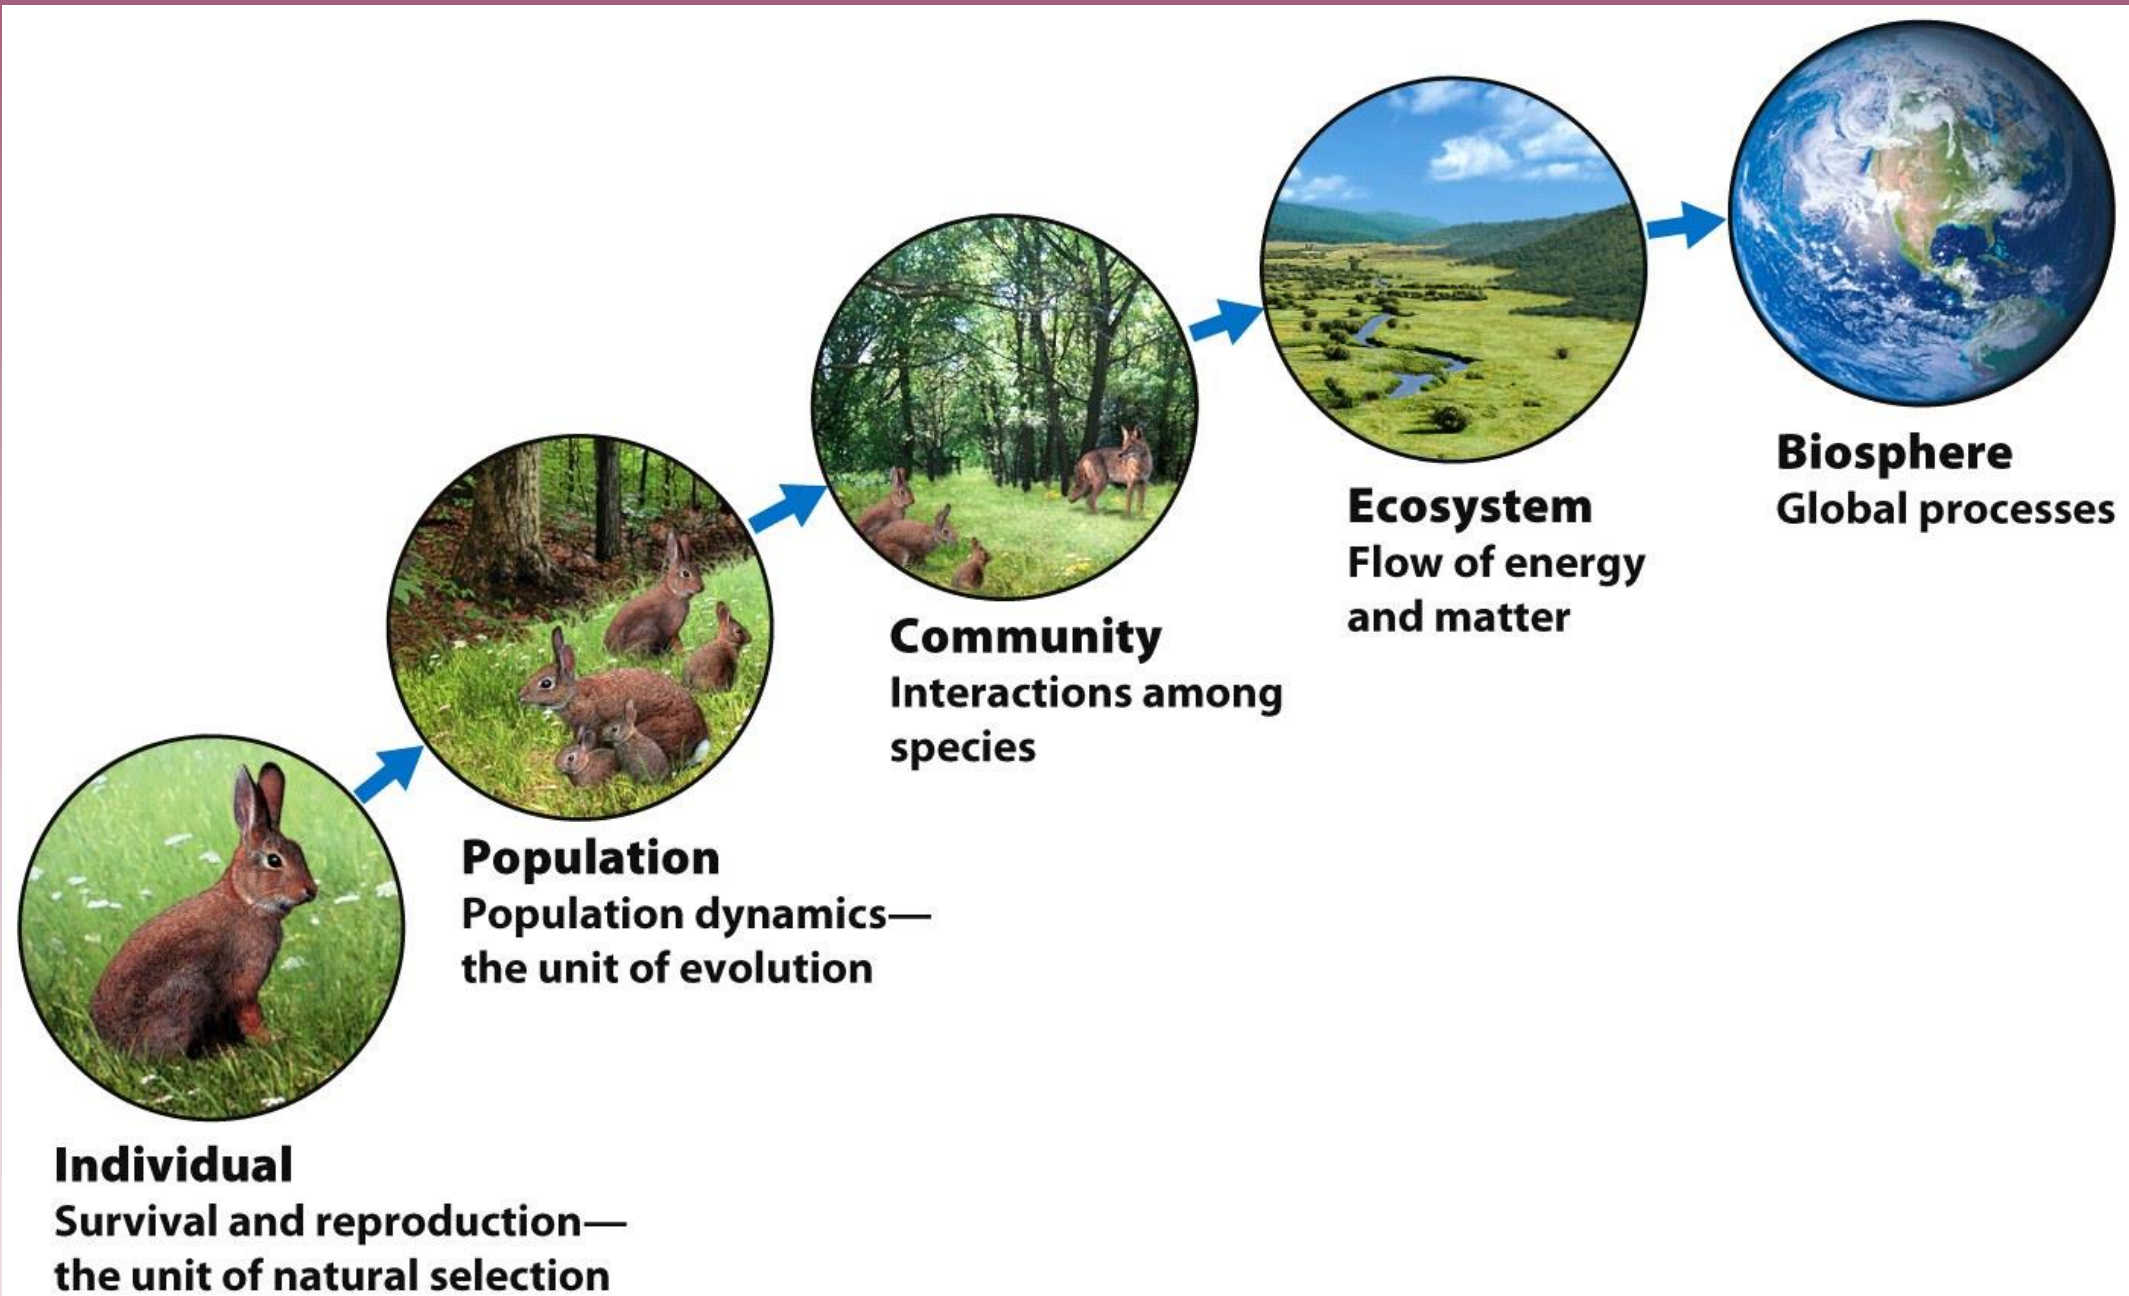 Individual
Survival and reproduction—
the unit of natural selection
Population
Population dynamics—
the unit of evolution
Community
Interactions among
species
Ecosystem
Flow of energy
and matter
Biosphere
Global processes